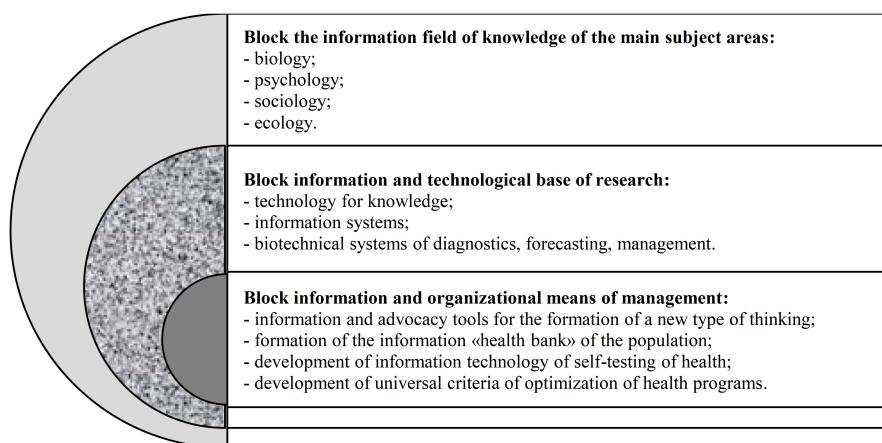 Block the information field of knowledge of the main subject areas:
- biology;
- psychology;
- sociology;
- ecology.
Block information and technological base of research:
- technology for knowledge;
- information systems;
- biotechnical systems of diagnostics, forecasting, management.
Block information and organizational means of management:
- information and advocacy tools for the formation of a new type of thinking;
- formation of the information «health bank» of the population;
- development of information technology of self-testing of health;
- development of universal criteria of optimization of health programs.